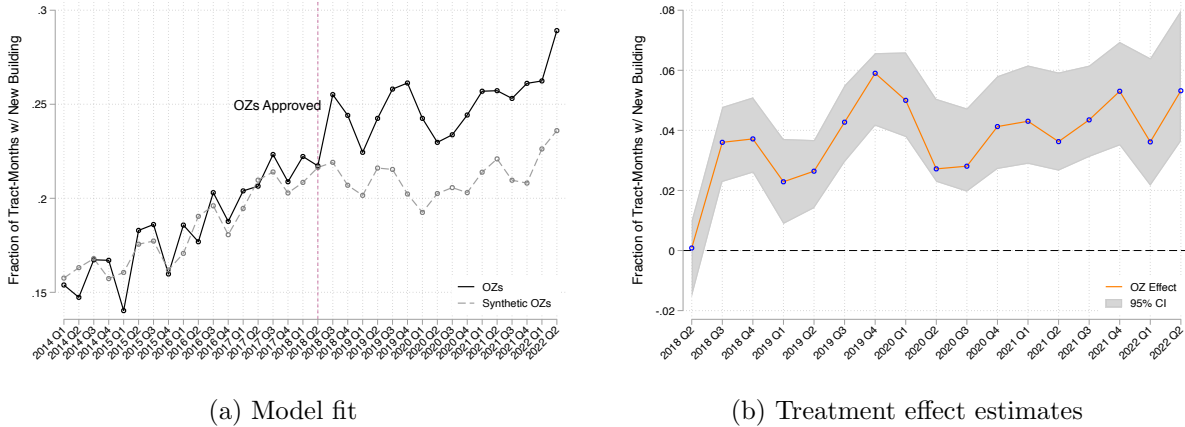 Fraction of Tract-Months w/ New Building
.3
.25
.2
.15
OZs Approved
OZs
Synthetic OZs
2014 Q1
2014 Q2
2014 Q3
2014 Q4
2015 Q1
2015 Q2
2015 Q3
2015 Q4
2016 Q1
2016 Q2
2016 Q3
2016 Q4
2017 Q1
2017 Q2
2017 Q3
2017 Q4
2018 Q1
2018 Q2
2018 Q3
2018 Q4
2019 Q1
2019 Q2
2019 Q3
2019 Q4
2020 Q1
2020 Q2
2020 Q3
2020 Q4
2021 Q1
2021 Q2
2021 Q3
2021 Q4
2022 Q1
2022 Q2
(a) Model fit
Fraction of Tract-Months w/ New Building
.08
.06
.04
.02
0
-.02
OZ Effect
95% CI
2018 Q2
2018 Q3
2018 Q4
2019 Q1
2019 Q2
2019 Q3
2019 Q4
2020 Q1
2020 Q2
2020 Q3
2020 Q4
2021 Q1
2021 Q2
2021 Q3
2021 Q4
2022 Q1
2022 Q2
(b) Treatment effect estimates